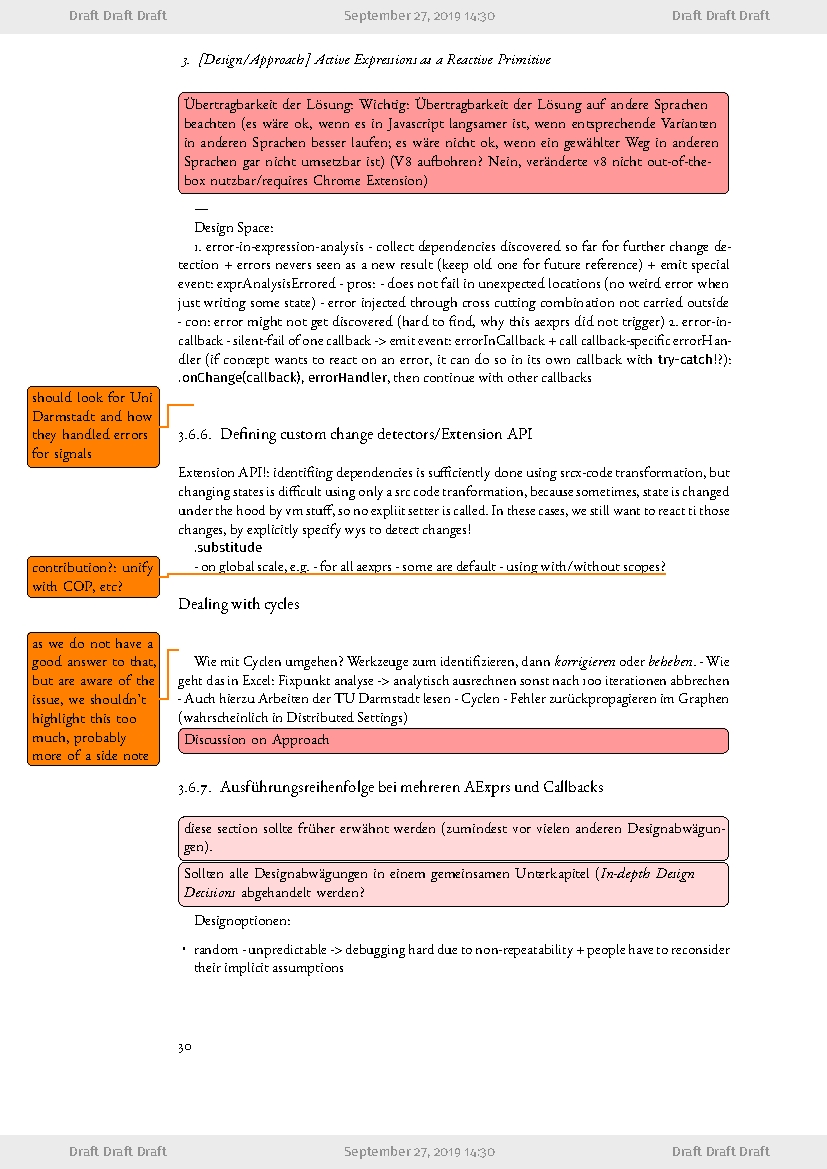 Draft Draft Draft September 27, 2019 14:30 Draft Draft Draft
3. [Design/Approach] Active Expressions as a Reactive Primitive
Übertragbarkeit der Lösung: Wichtig: Übertragbarkeit der Lösung auf andere Sprachen
beachten (es wäre ok, wenn es in Javascript langsamer ist, wenn entsprechende Varianten
in anderen Sprachen besser laufen; es wäre nicht ok, wenn ein gewählter Weg in anderen
Sprachen gar nicht umsetzbar ist) (V8 aufbohren? Nein, veränderte v8 nicht out-of-the-
box nutzbar/requires Chrome Extension)
—
Design Space:
1. error-in-expression-analysis - collect dependencies discovered so far for further change de-
tection + errors nevers seen as a new result (keep old one for future reference) + emit special
event: exprAnalysisErrored - pros: - does not fail in unexpected locations (no weird error when
just writing some state) - error injected through cross cutting combination not carried outside
- con: error might not get discovered (hard to find, why this aexprs did not trigger) 2. error-in-
callback - silent-fail of one callback -> emit event: errorInCallback + call callback-specific errorHan-
dler (if concept wants to react on an error, it can do so in its own callback with try-catch!?):
.onChange(callback), errorHandler, then continue with other callbacks
should look for Uni
Darmstadt and how
they handled errors
for signals
3.6.6. Defining custom change detectors/Extension API
Extension API!: identifiing dependencies is sufficiently done using srcx-code transformation, but
changing states is difficult using only a src code tranformation, because sometimes, state is changed
under the hood by vm stuff, so no expliit setter is called. In these cases, we still want to react ti those
changes, by explicitly specify wys to detect changes!
.substitude
- on global scale, e.g. - for all aexprs - some are default - using with/without scopes?
contribution?: unify
with COP, etc?
Dealing with cycles
as we do not have a
good answer to that,
but are aware of the
issue, we shouldn't
highlight this too
much, probably
more of a side note
Wie mit Cyclen umgehen? Werkzeuge zum identifizieren, dann korrigieren oder beheben. - Wie
geht das in Excel: Fixpunkt analyse -> analytisch ausrechnen sonst nach 100 iterationen abbrechen
- Auch hierzu Arbeiten der TU Darmstadt lesen - Cyclen - Fehler zurückpropagieren im Graphen
(wahrscheinlich in Distributed Settings)
Discussion on Approach
3.6.7. Ausführungsreihenfolge bei mehreren AExprs und Callbacks
diese section sollte früher erwähnt werden (zumindest vor vielen anderen Designabwägun-
gen).
Sollten alle Designabwägungen in einem gemeinsamen Unterkapitel (In-depth Design
Decisions abgehandelt werden?
Designoptionen:
• random - unpredictable -> debugging hard due to non-repeatability + people have to reconsider
their implicit assumptions
30
Draft Draft Draft September 27, 2019 14:30 Draft Draft Draft